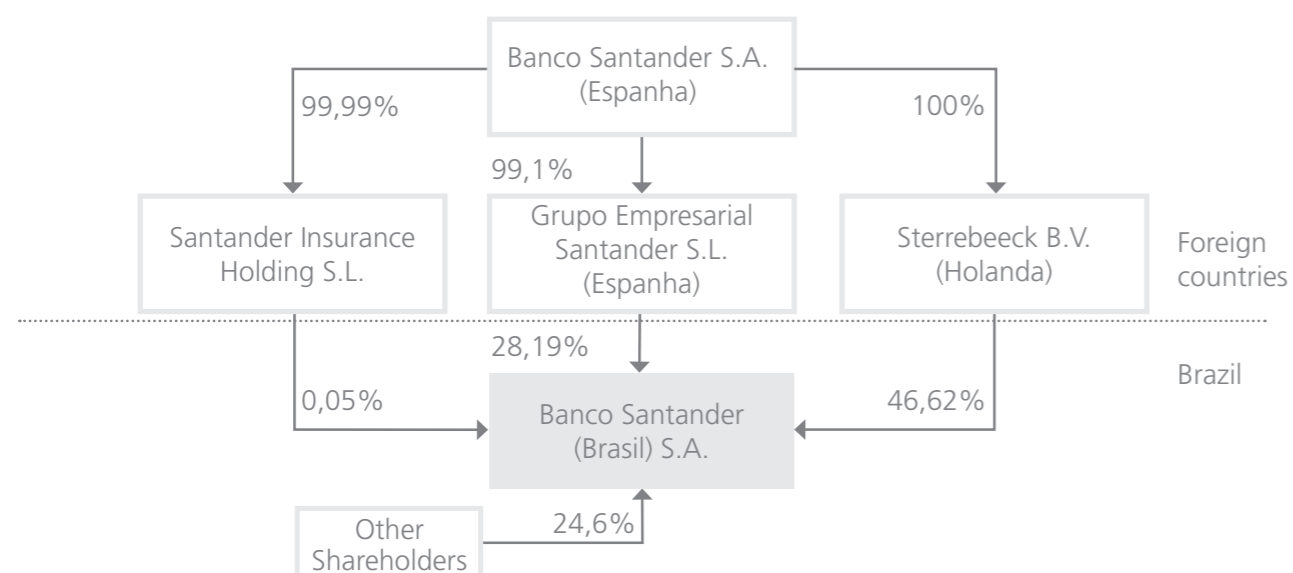 Banco Santander S.A.
(Espanha)
99,99%
100%
99,1%
Santander Insurance
Holding S.L.
Grupo Empresarial
Santander S.L.
(Espanha)
Sterrebeeck B.V.
(Holanda)
Foreign
countries
28,19%
Brazil
0,05%
46,62%
Banco Santander
(Brasil) S.A.
24,6%
Other
Shareholders